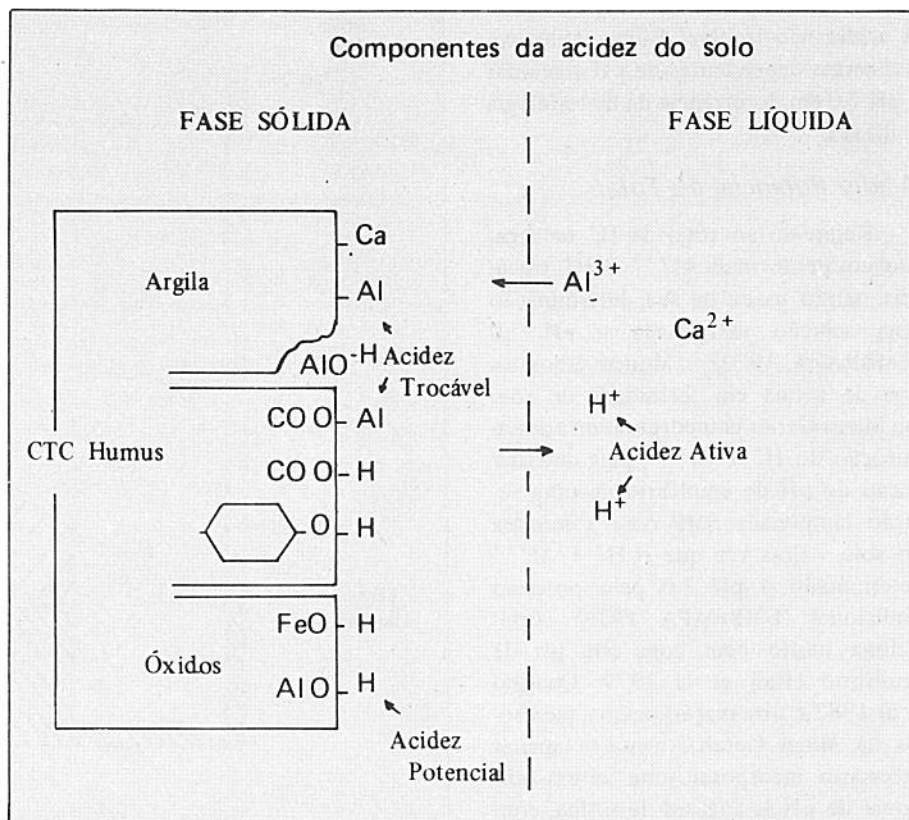 Componentes da acidez do solo
FASE SÓLIDA
FASE LÍQUIDA
Argila
Ca
Al
AlO-H
Acidez
Trocável
Al3+
Ca2+
CTC Humus
COO-Al
COO-H
O-H
H+
Acidez Ativa
H+
Óxidos
FeO-H
AlO-H
Acidez
Potencial